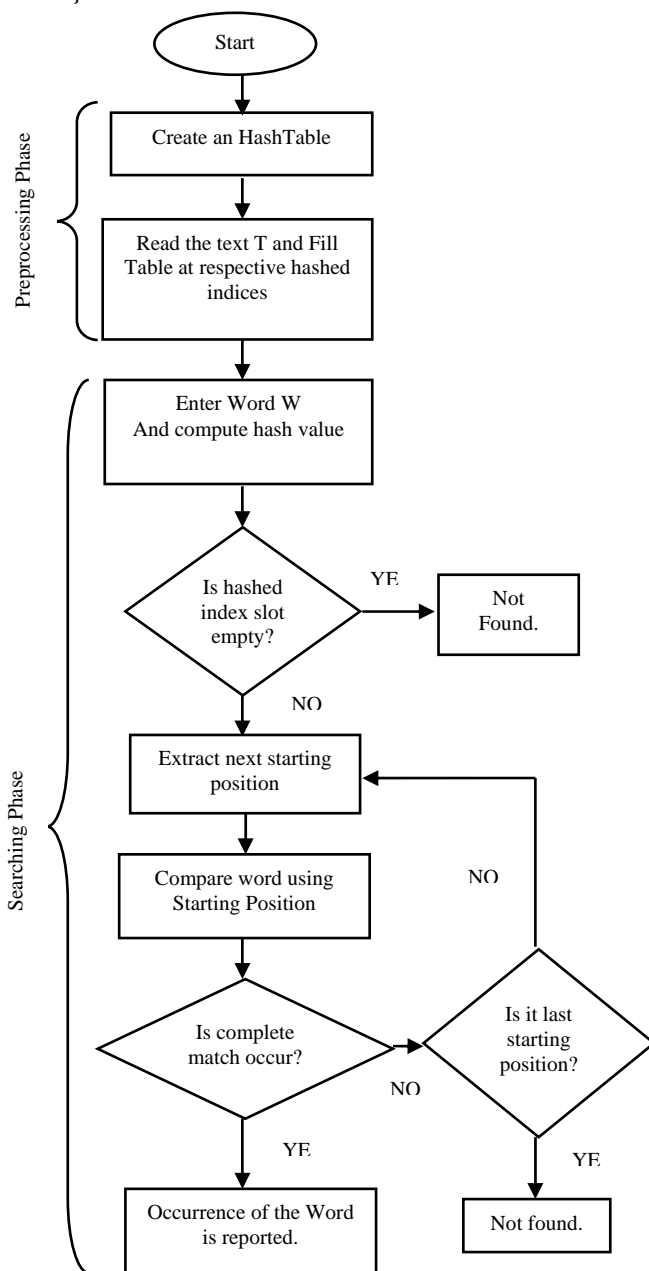 Start
Preprocessing Phase
Create an HashTable
Read the text T and Fill
Table at respective hashed
indices
Searching Phase
Enter Word W
And compute hash value
Is hashed
index slot
empty?
YE
Not
Found.
NO
Extract next starting
position
Compare word using
Starting Position
NO
Is complete
match occur?
NO
Is it last
starting
position?
YE
YE
Occurrence of the Word
is reported.
Not found.